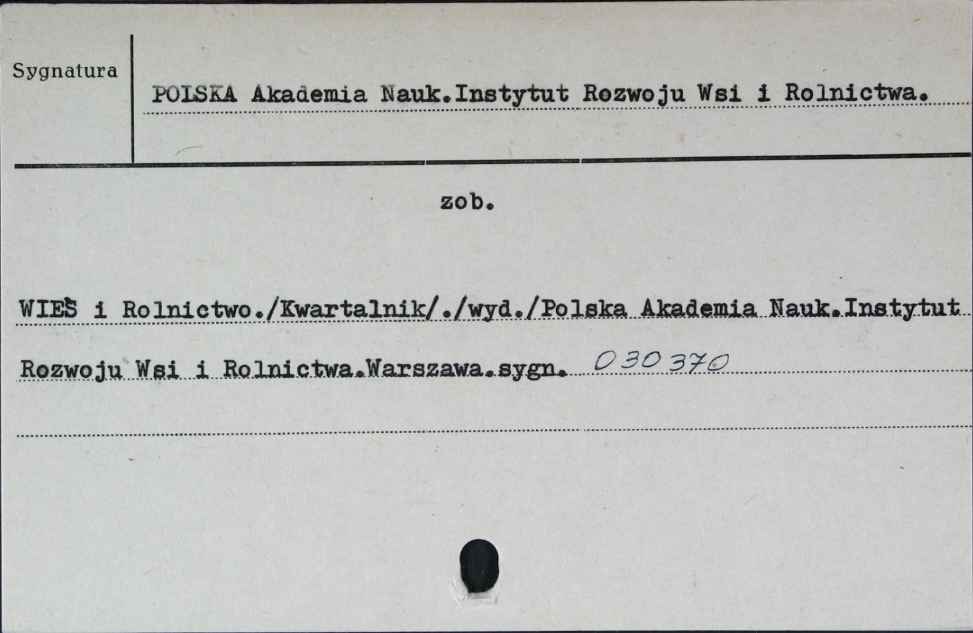 Sygnatura
POLSKA Akademia Nauk.Instytut Rozwoju Wsi i Rolnictwa.
zob.
WIEŚ i Rolnictwo./Kwartalnik/./wyd./Polska Akademia Nauk.Instytut
Rozwoju Wsi i Rolnictwa.Warszawa.sygn. 030370